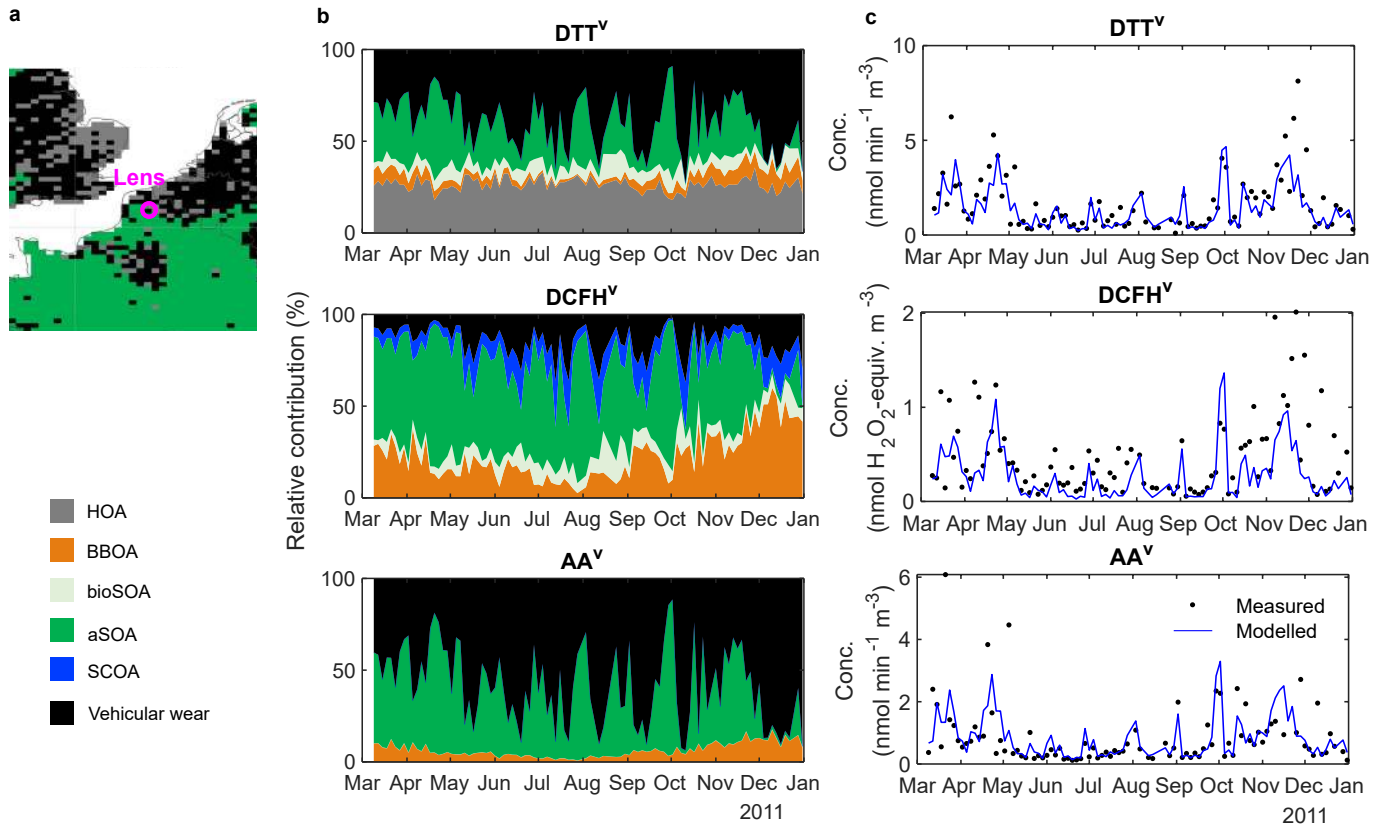 a
Lens
HOA
BBOA
bioSOA
aSOA
SCOA
Vehicular wear
b
Relative contribution (%)
DTTᵛ
100
50
0
Mar Apr May Jun Jul Aug Sep Oct Nov Dec Jan
DCFHᵛ
100
50
0
Mar Apr May Jun Jul Aug Sep Oct Nov Dec Jan
AAᵛ
100
50
0
Mar Apr May Jun Jul Aug Sep Oct Nov Dec Jan
2011
c
DTTᵛ
Conc.
(nmol min⁻¹ m⁻³)
10
5
0
Mar Apr May Jun Jul Aug Sep Oct Nov Dec Jan
DCFHᵛ
Conc.
(nmol H₂O₂-equiv. m⁻³)
2
1
0
Mar Apr May Jun Jul Aug Sep Oct Nov Dec Jan
AAᵛ
Conc.
(nmol min⁻¹ m⁻³)
6
4
2
0
Measured
Modelled
Mar Apr May Jun Jul Aug Sep Oct Nov Dec Jan
2011